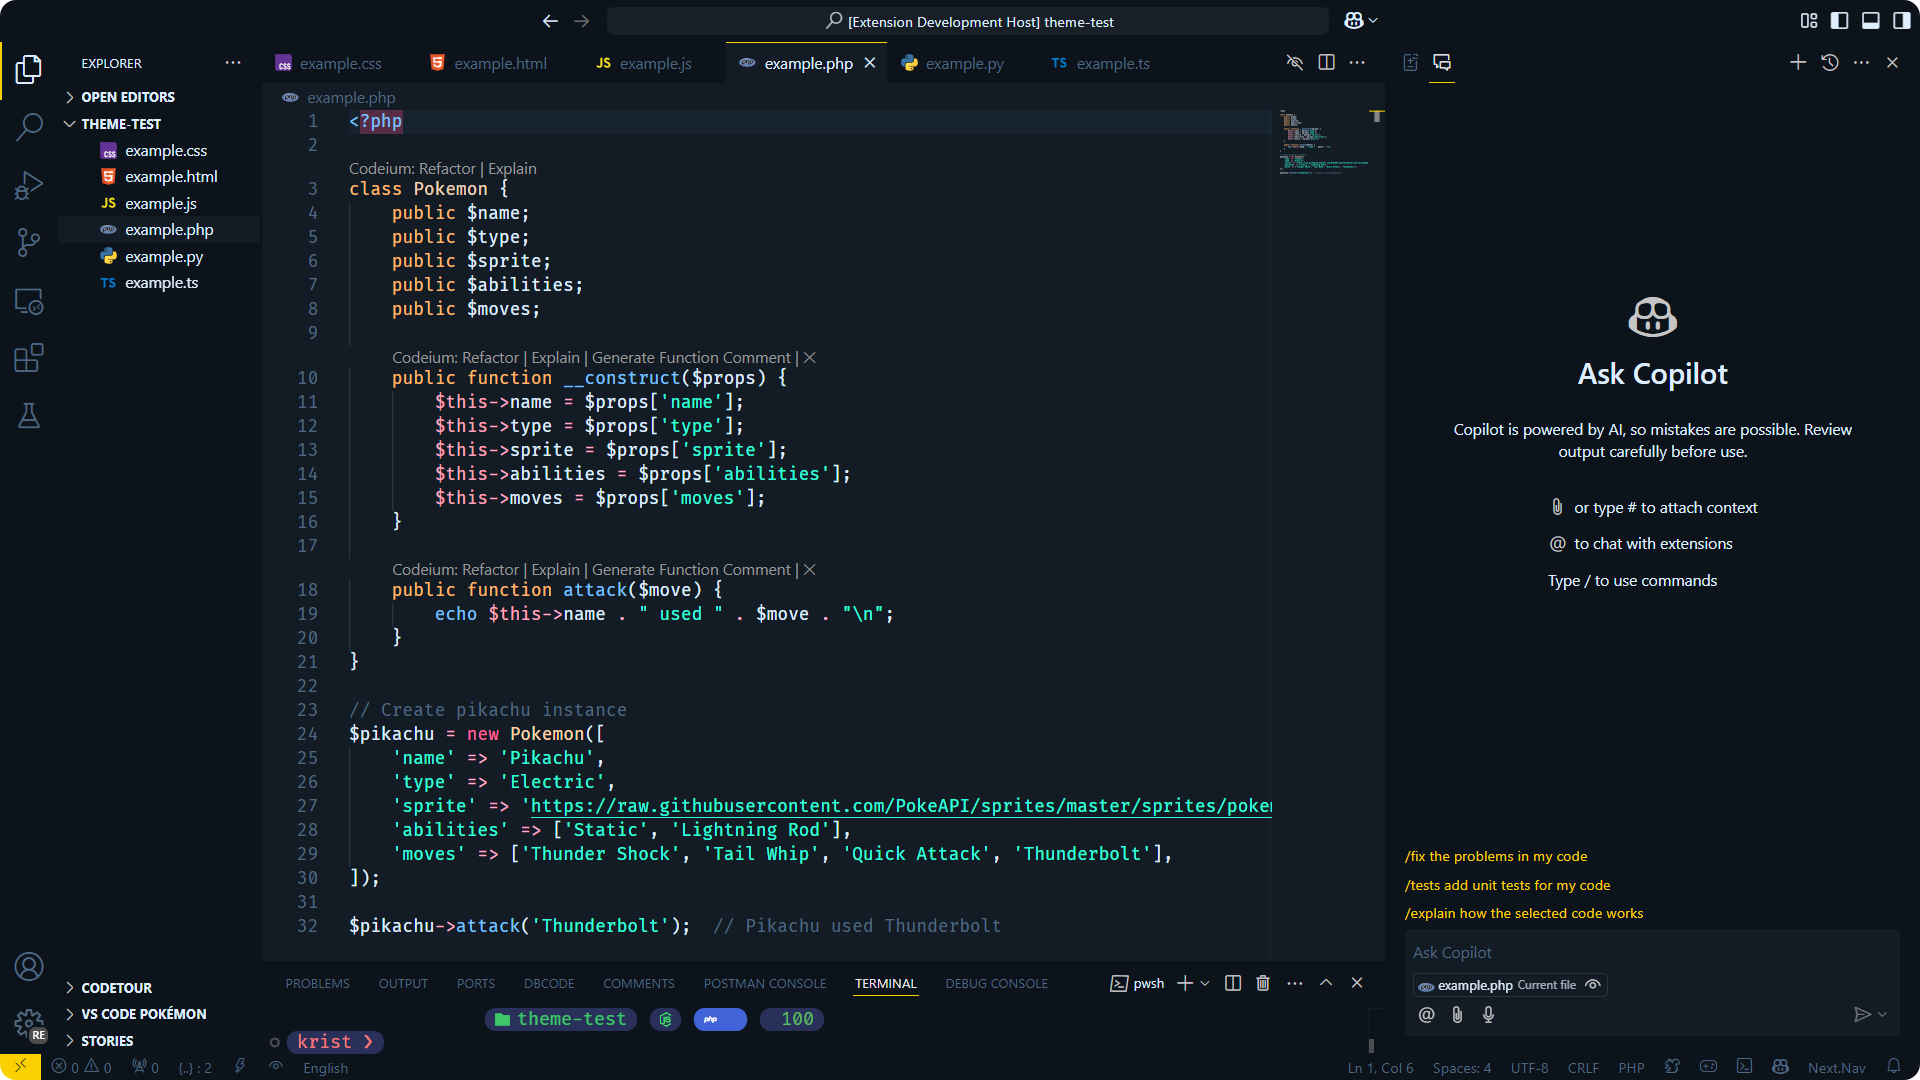 [Extension Development Host] theme-test
EXPLORER
OPEN EDITORS
THEME-TEST
example.css
example.html
JS example.js
example.php
example.py
TS example.ts
CODETOUR
VS CODE POKÉMON
STORIES
example.css
example.html
JS example.js
example.php
example.py
TS example.ts
example.php
1 <?php
2
Codeium: Refactor | Explain
3 class Pokemon {
4 public $name;
5 public $type;
6 public $sprite;
7 public $abilities;
8 public $moves;
9
Codeium: Refactor | Explain | Generate Function Comment | ×
10 public function __construct($props) {
11 $this->name = $props['name'];
12 $this->type = $props['type'];
13 $this->sprite = $props['sprite'];
14 $this->abilities = $props['abilities'];
15 $this->moves = $props['moves'];
16 }
17
Codeium: Refactor | Explain | Generate Function Comment | ×
18 public function attack($move) {
19 echo $this->name . " used " . $move . "\n";
20 }
21 }
22
23 // Create pikachu instance
24 $pikachu = new Pokemon([
25 'name' => 'Pikachu',
26 'type' => 'Electric',
27 'sprite' => 'https://raw.githubusercontent.com/PokeAPI/sprites/master/sprites/poke
28 'abilities' => ['Static', 'Lightning Rod'],
29 'moves' => ['Thunder Shock', 'Tail Whip', 'Quick Attack', 'Thunderbolt'],
30 ]);
31
32 $pikachu->attack('Thunderbolt'); // Pikachu used Thunderbolt
PROBLEMS OUTPUT PORTS DBCODE COMMENTS POSTMAN CONSOLE TERMINAL DEBUG CONSOLE
pwsh
theme-test php 100
krist ❯
Ask Copilot
Copilot is powered by AI, so mistakes are possible. Review
output carefully before use.
or type # to attach context
@ to chat with extensions
Type / to use commands
/fix the problems in my code
/tests add unit tests for my code
/explain how the selected code works
Ask Copilot
example.php Current file
@
RE
0 0 0 {..} : 2 English
Ln 1, Col 6 Spaces: 4 UTF-8 CRLF PHP Next.Nav